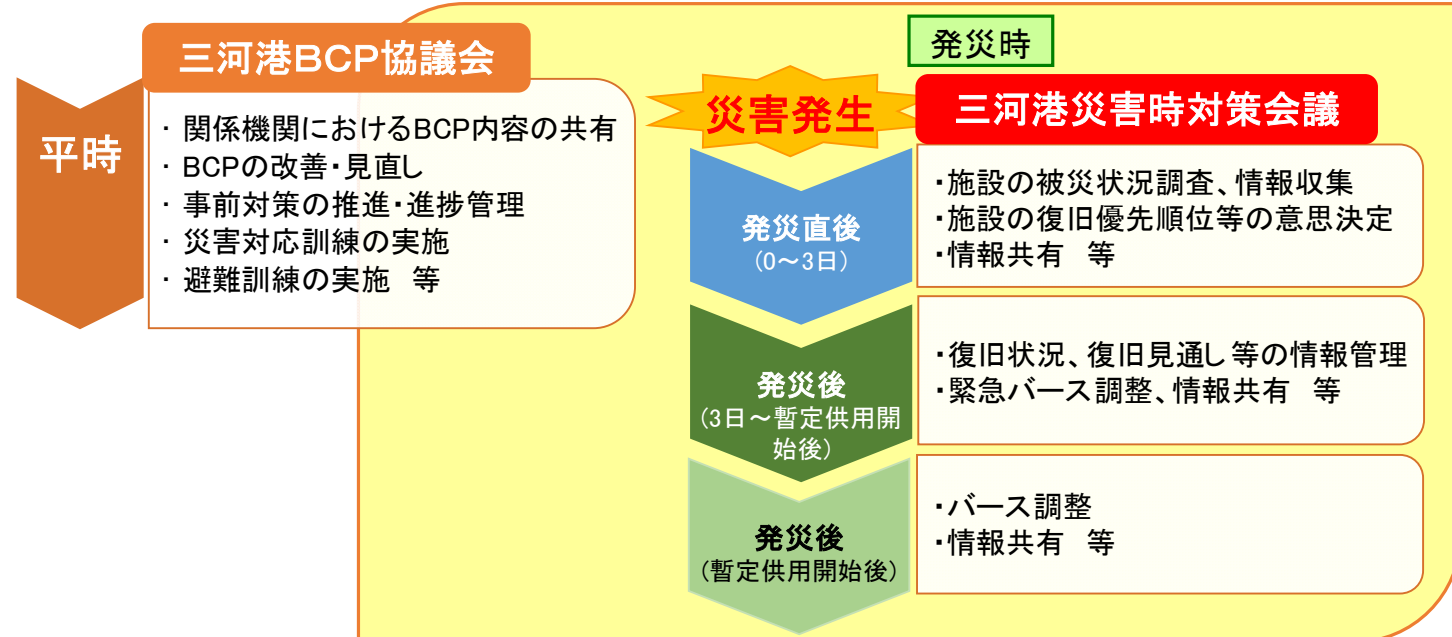 三河港BCP協議会
平時
· 関係機関におけるBCP内容の共有
· BCPの改善・見直し
· 事前対策の推進・進捗管理
· 災害対応訓練の実施
· 避難訓練の実施　等
発災時
災害発生
三河港災害時対策会議
発災直後
(0～3日)
・施設の被災状況調査、情報収集
・施設の復旧優先順位等の意思決定
・情報共有　等
発災後
(3日～暫定供用開
始後)
・復旧状況、復旧見通し等の情報管理
・緊急バース調整、情報共有　等
発災後
(暫定供用開始後)
・バース調整
・情報共有　等